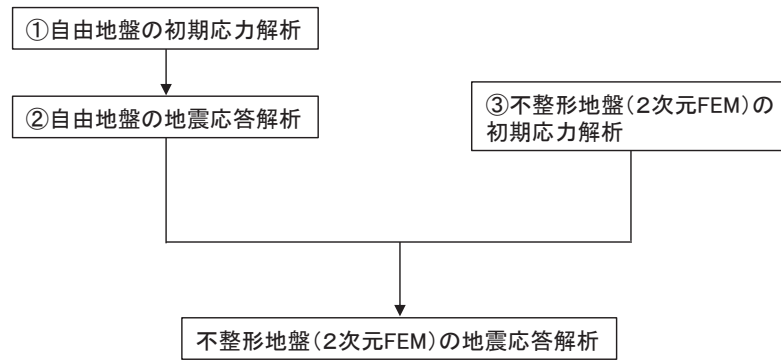 ①自由地盤の初期応力解析
②自由地盤の地震応答解析
③不整形地盤(2次元FEM)の
初期応力解析
不整形地盤(2次元FEM)の地震応答解析